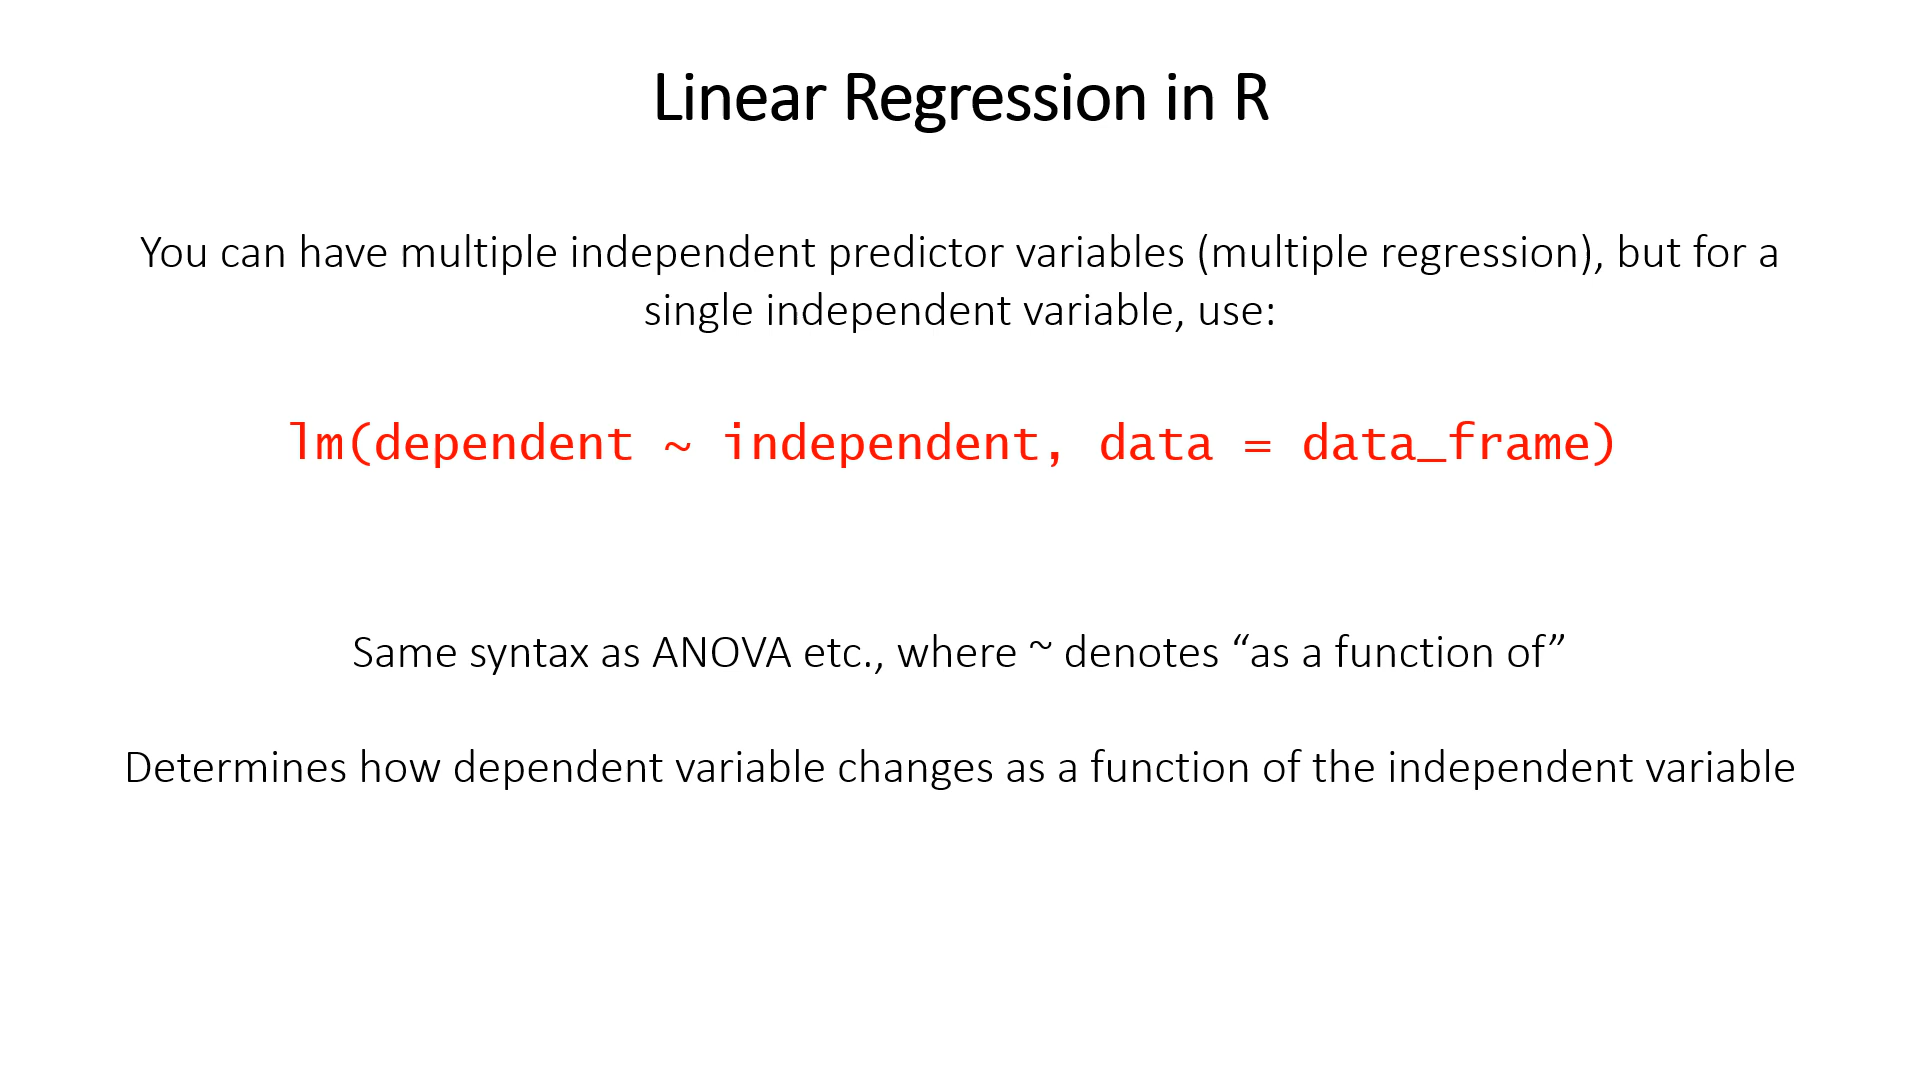 Linear Regression in R
You can have multiple independent predictor variables (multiple regression), but for a
single independent variable, use:
lm(dependent ~ independent, data = data_frame)
Same syntax as ANOVA etc., where ~ denotes “as a function of”
Determines how dependent variable changes as a function of the independent variable